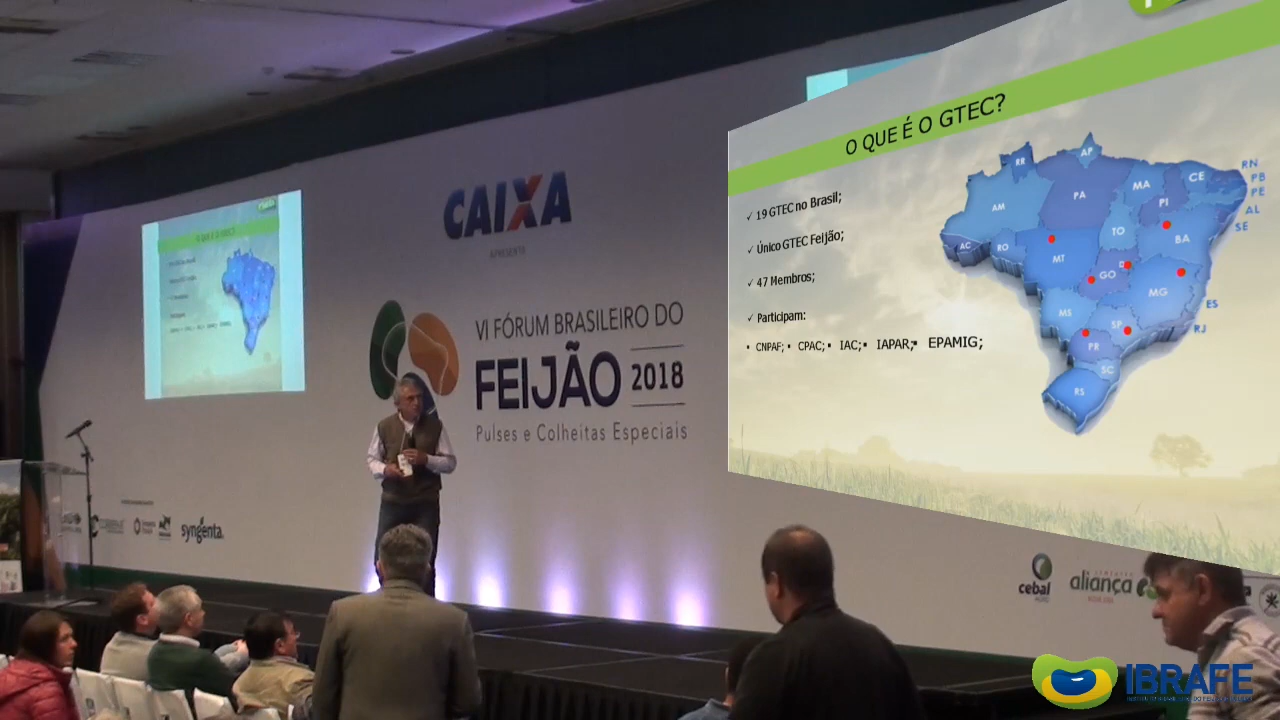 CAIXA
APRESENTA
VI FÓRUM BRASILEIRO DO
FEIJÃO 2018
Pulses e Colheitas Especiais
O QUE É O GTEC?
✓ 19 GTEC no Brasil;
✓ Único GTEC Feijão;
✓ 47 Membros;
✓ Participam:
• CNPAF; • CPAC; • IAC; • IAPAR; • EPAMIG;
RR
AP
AM
PA
MA
CE
RN
PB
PE
AL
SE
PI
AC
RO
TO
BA
MT
GO
MG
ES
MS
SP
RJ
PR
SC
RS
O QUE É O GTEC?
syngenta
cebal
aliança
IBRAFE